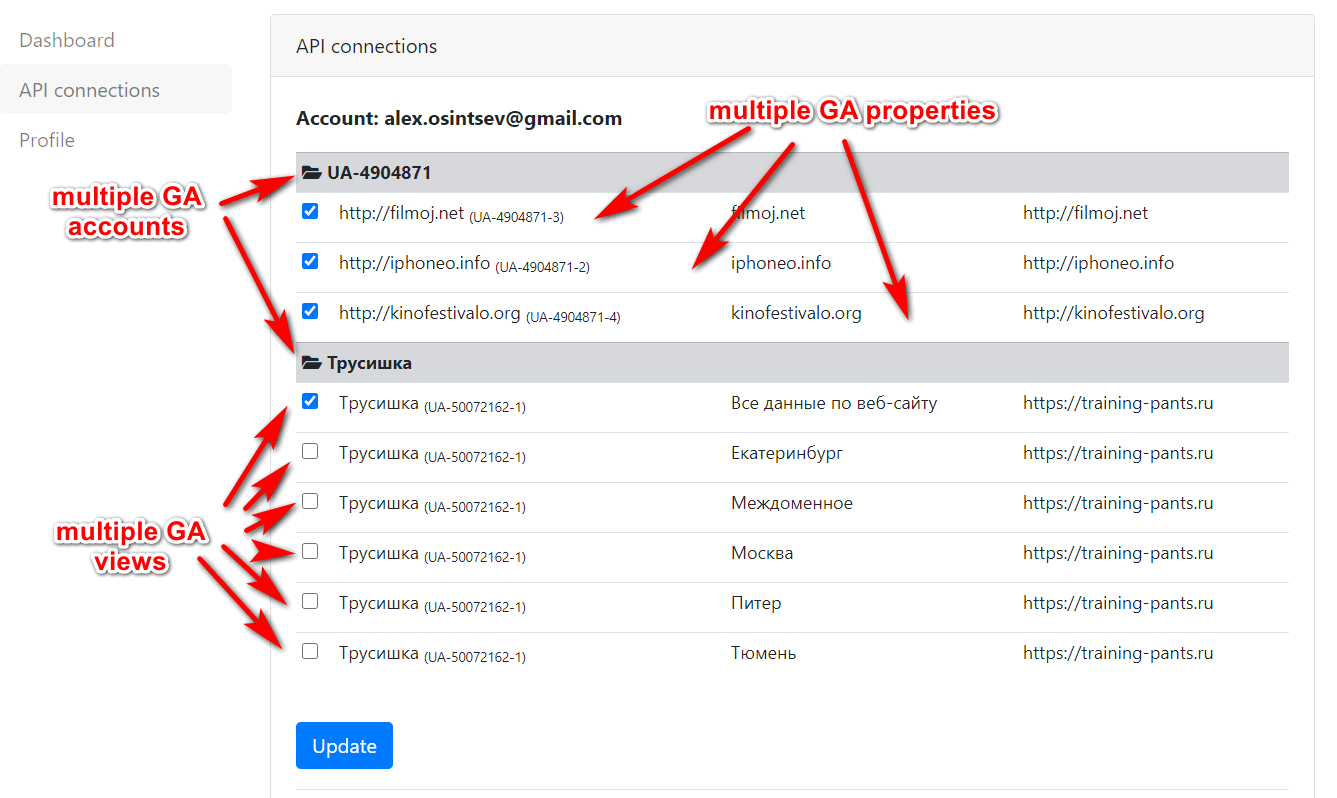 Dashboard
API connections
Profile
API connections
Account: alex.osintsev@gmail.com
multiple GA properties
multiple GA
accounts
UA-4904871
http://filmoj.net (UA-4904871-3) filmoj.net http://filmoj.net
http://iphoneo.info (UA-4904871-2) iphoneo.info http://iphoneo.info
http://kinofestivalo.org (UA-4904871-4) kinofestivalo.org http://kinofestivalo.org
Трусишка
Трусишка (UA-50072162-1) Все данные по веб-сайту https://training-pants.ru
Трусишка (UA-50072162-1) Екатеринбург https://training-pants.ru
Трусишка (UA-50072162-1) Междоменное https://training-pants.ru
multiple GA
views
Трусишка (UA-50072162-1) Москва https://training-pants.ru
Трусишка (UA-50072162-1) Питер https://training-pants.ru
Трусишка (UA-50072162-1) Тюмень https://training-pants.ru
Update